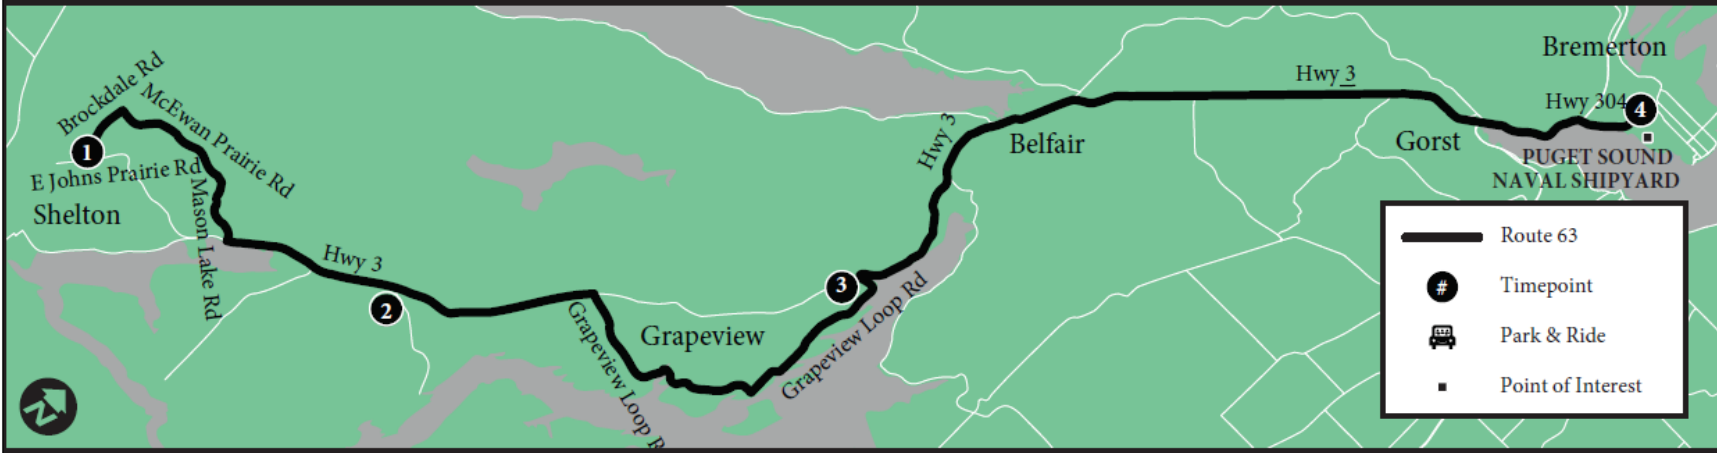 Brockdale Rd
McEwan Prairie Rd
1
E Johns Prairie Rd
Shelton
Mason Lake Rd
Hwy 3
2
Grapeview Loop R
Grapeview
3
Grapeview Loop Rd
Hwy 3
Belfair
Hwy 3
Gorst
Bremerton
Hwy 304
4
PUGET SOUND
NAVAL SHIPYARD
Route 63
# Timepoint
Park & Ride
Point of Interest
N